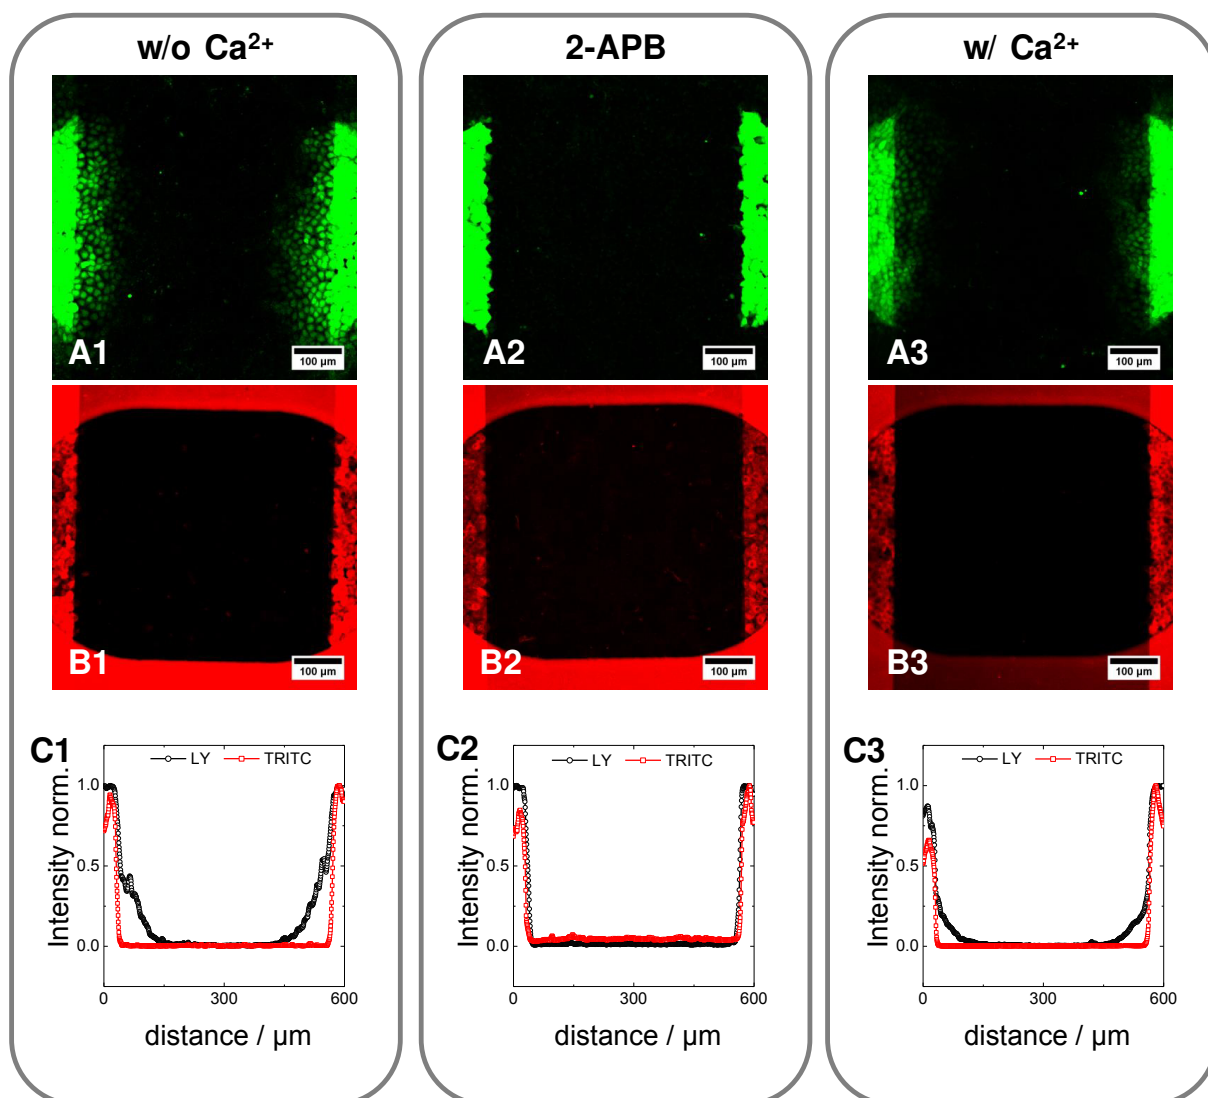 w/o Ca²⁺
A1
100 µm
B1
100 µm
C1
LY
TRITC
Intensity norm.
1.0
0.5
0.0
0
300
600
distance / µm
2-APB
A2
100 µm
B2
100 µm
C2
LY
TRITC
Intensity norm.
1.0
0.5
0.0
0
300
600
distance / µm
w/ Ca²⁺
A3
100 µm
B3
100 µm
C3
LY
TRITC
Intensity norm.
1.0
0.5
0.0
0
300
600
distance / µm